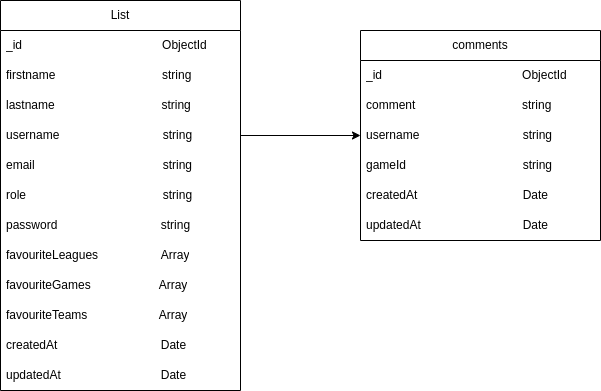 List
_id ObjectId
firstname string
lastname string
username string
email string
role string
password string
favouriteLeagues Array
favouriteGames Array
favouriteTeams Array
createdAt Date
updatedAt Date
comments
_id ObjectId
comment string
username string
gameId string
createdAt Date
updatedAt Date